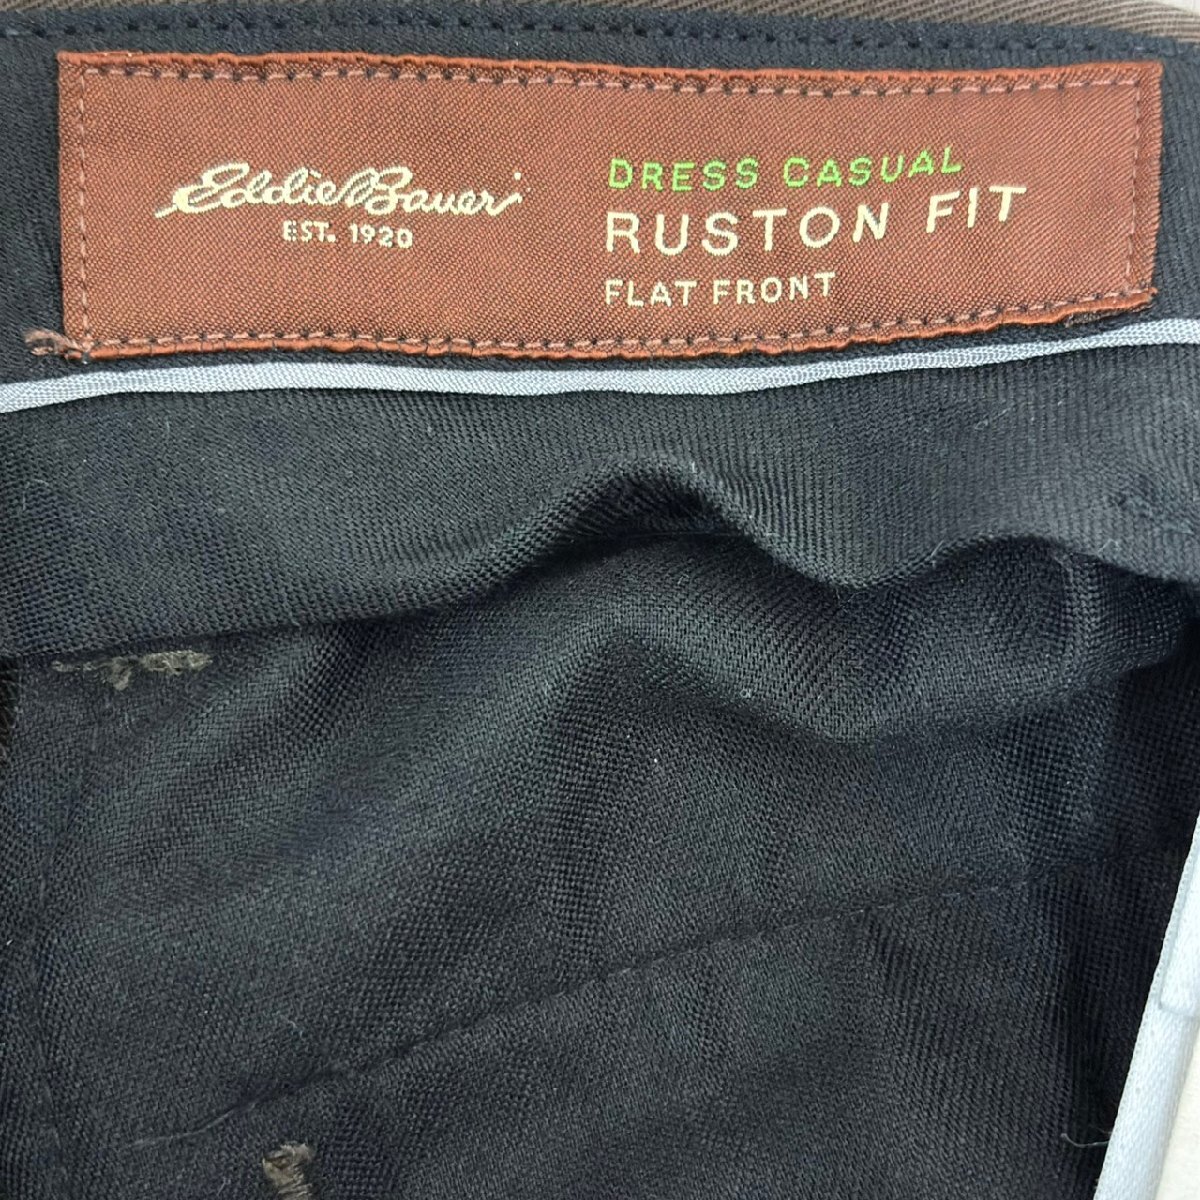 Eddie Bauer
EST. 1920
DRESS CASUAL
RUSTON FIT
FLAT FRONT